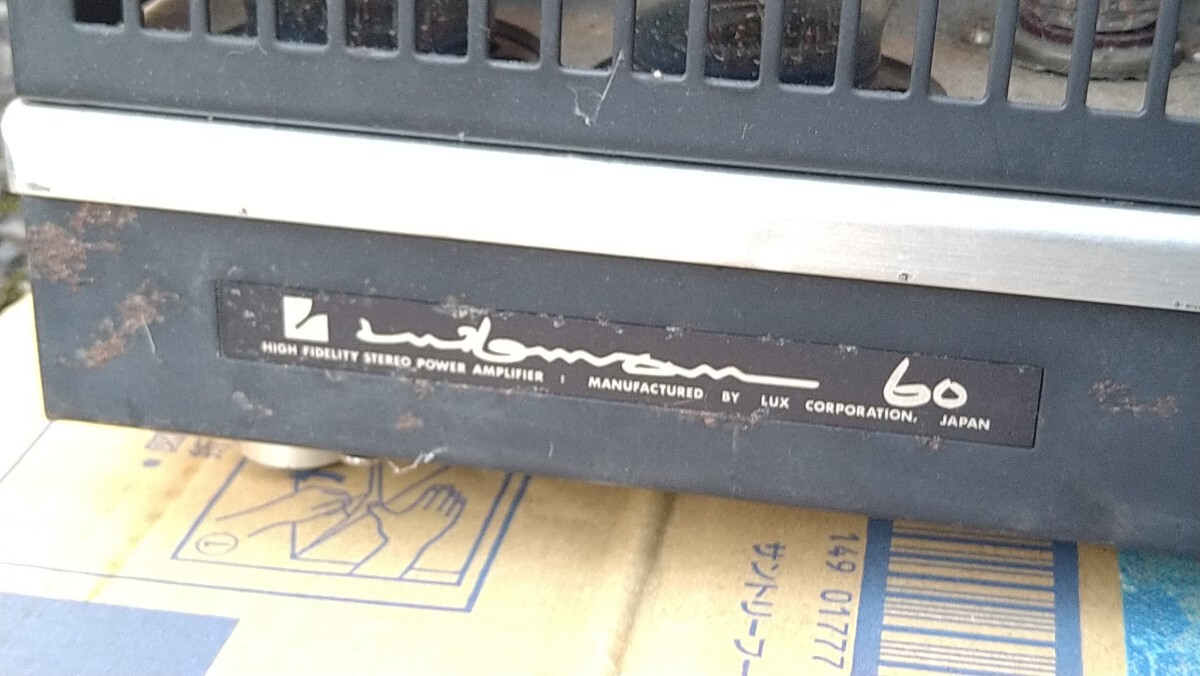 luxman 60
HIGH FIDELITY STEREO POWER AMPLIFIER : MANUFACTURED BY LUX CORPORATION, JAPAN
①
149 01777
サントリーフー